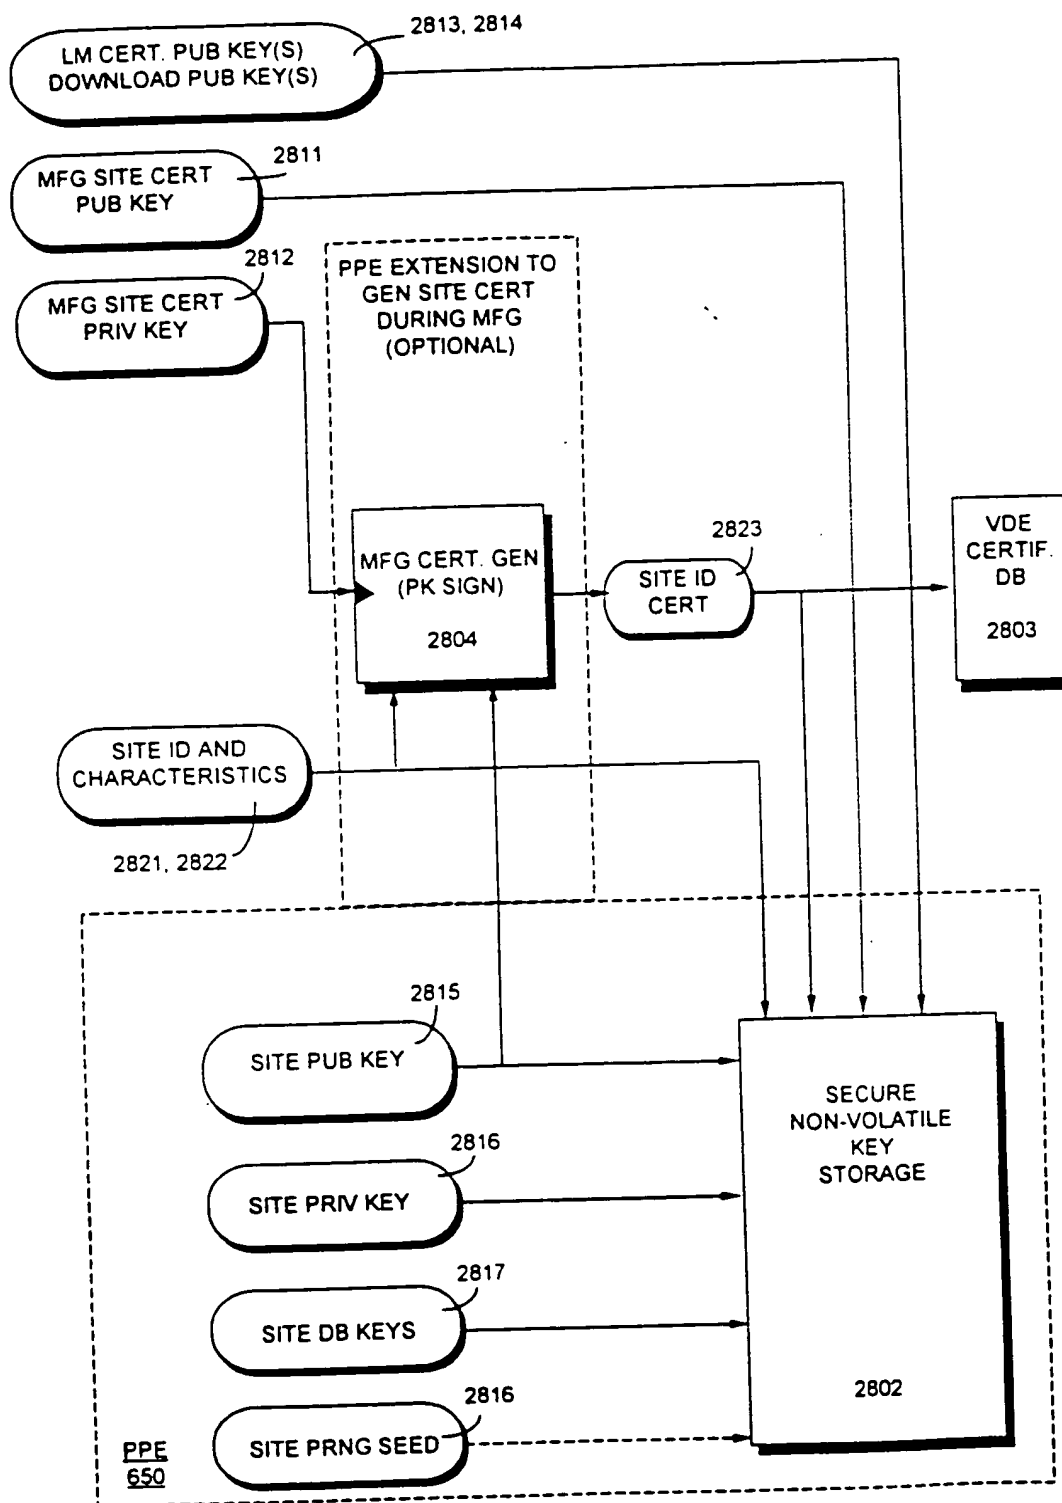 2813, 2814
LM CERT. PUB KEY(S)
DOWNLOAD PUB KEY(S)
2811
MFG SITE CERT
PUB KEY
2812
MFG SITE CERT
PRIV KEY
PPE EXTENSION TO
GEN SITE CERT
DURING MFG
(OPTIONAL)
MFG CERT. GEN
(PK SIGN)
2804
2823
SITE ID
CERT
VDE
CERTIF.
DB
2803
SITE ID AND
CHARACTERISTICS
2821, 2822
2815
SITE PUB KEY
2816
SITE PRIV KEY
2817
SITE DB KEYS
2816
SITE PRNG SEED
SECURE
NON-VOLATILE
KEY
STORAGE
2802
PPE
650